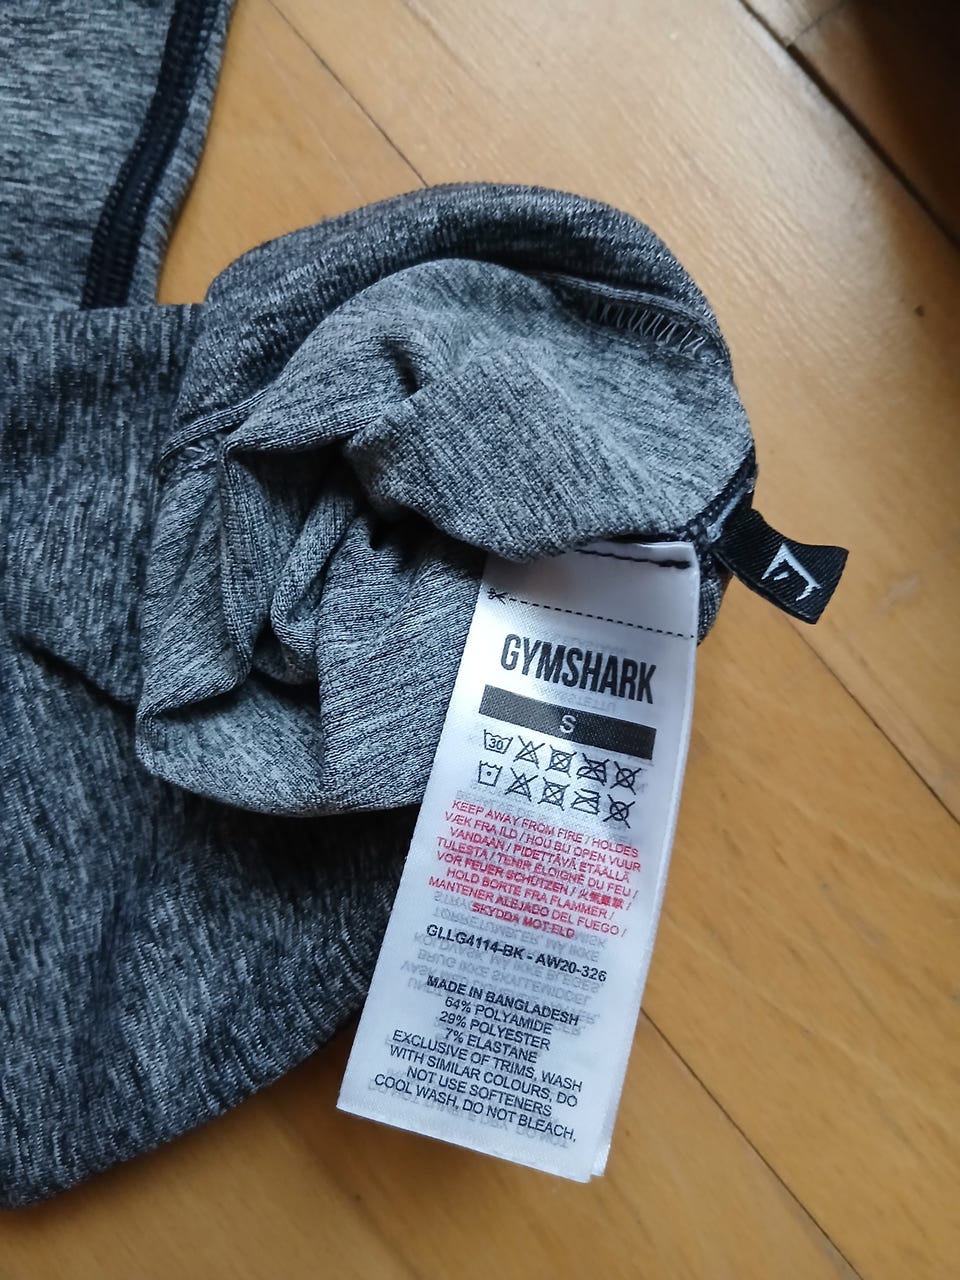 GYMSHARK
S
30
KEEP AWAY FROM FIRE / HOLDES
VÆK FRA ILD / HOU BIJ OPEN VUUR
VANDAAN / PIDETTÄVÄ ETÄÄLLÄ
TULESTA / TENIR ÉLOIGNÉ DU FEU /
VOR FEUER SCHÜTZEN /
HOLD BORTE FRA FLAMMER /
MANTENER ALEJADO DEL FUEGO /
SKYDDA MOT ELD
GLLG4114-BK - AW20-326
MADE IN BANGLADESH
64% POLYAMIDE
29% POLYESTER
7% ELASTANE
EXCLUSIVE OF TRIMS, WASH
WITH SIMILAR COLOURS, DO
NOT USE SOFTENERS
COOL WASH, DO NOT BLEACH,